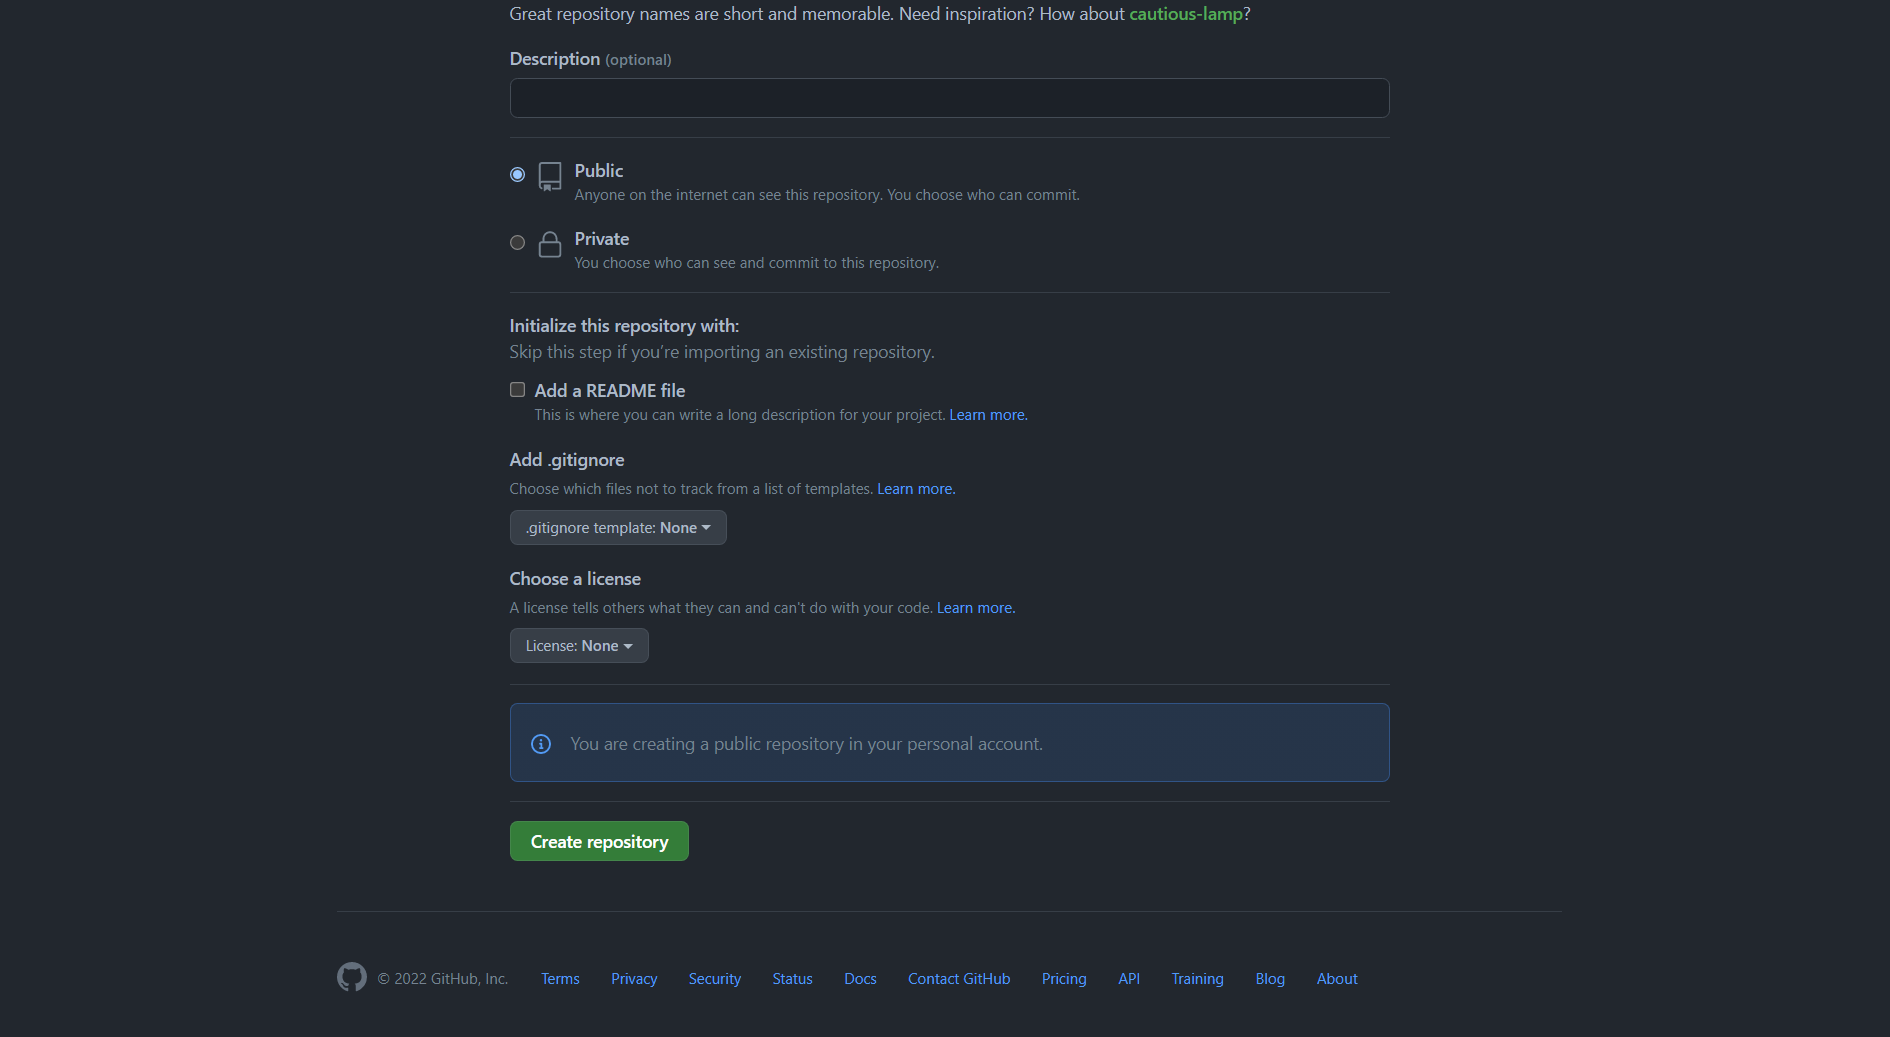 Great repository names are short and memorable. Need inspiration? How about cautious-lamp?
Description (optional)
Public
Anyone on the internet can see this repository. You choose who can commit.
Private
You choose who can see and commit to this repository.
Initialize this repository with:
Skip this step if you’re importing an existing repository.
Add a README file
This is where you can write a long description for your project. Learn more.
Add .gitignore
Choose which files not to track from a list of templates. Learn more.
.gitignore template: None
Choose a license
A license tells others what they can and can't do with your code. Learn more.
License: None
You are creating a public repository in your personal account.
Create repository
© 2022 GitHub, Inc. Terms Privacy Security Status Docs Contact GitHub Pricing API Training Blog About